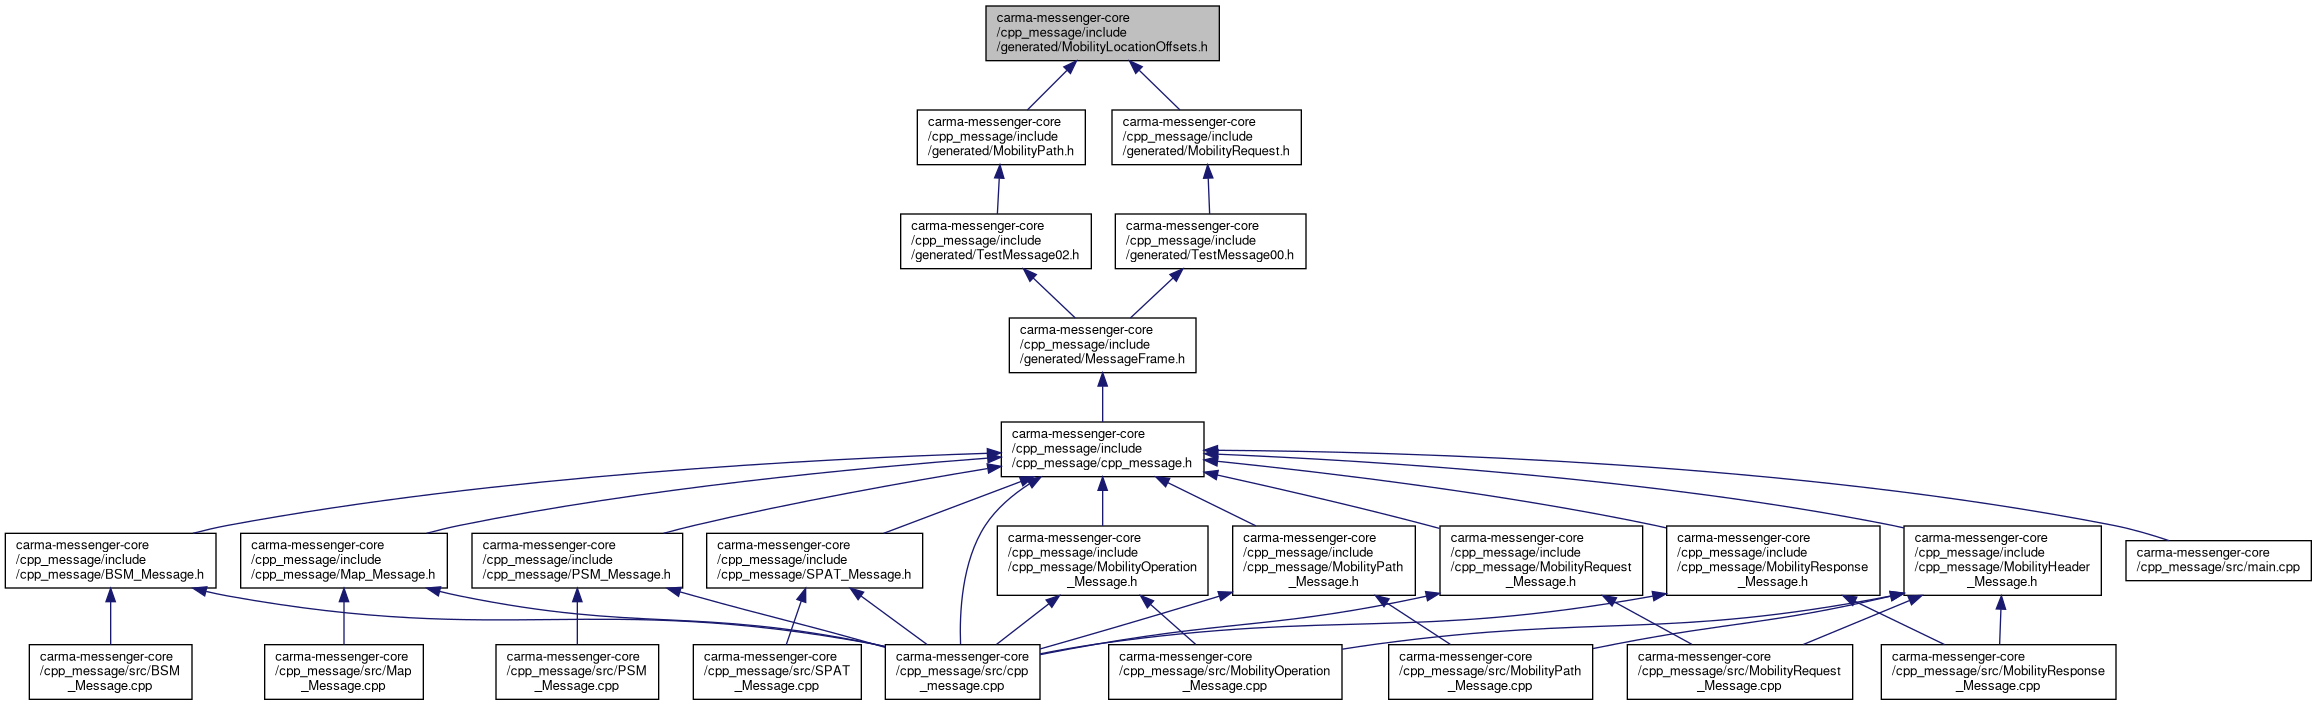 carma-messenger-core
/cpp_message/include
/generated/MobilityLocationOffsets.h
carma-messenger-core
/cpp_message/include
/generated/MobilityPath.h
carma-messenger-core
/cpp_message/include
/generated/MobilityRequest.h
carma-messenger-core
/cpp_message/include
/generated/TestMessage02.h
carma-messenger-core
/cpp_message/include
/generated/TestMessage00.h
carma-messenger-core
/cpp_message/include
/generated/MessageFrame.h
carma-messenger-core
/cpp_message/include
/cpp_message/cpp_message.h
carma-messenger-core
/cpp_message/include
/cpp_message/BSM_Message.h
carma-messenger-core
/cpp_message/include
/cpp_message/Map_Message.h
carma-messenger-core
/cpp_message/include
/cpp_message/PSM_Message.h
carma-messenger-core
/cpp_message/include
/cpp_message/SPAT_Message.h
carma-messenger-core
/cpp_message/include
/cpp_message/MobilityOperation
_Message.h
carma-messenger-core
/cpp_message/include
/cpp_message/MobilityPath
_Message.h
carma-messenger-core
/cpp_message/include
/cpp_message/MobilityRequest
_Message.h
carma-messenger-core
/cpp_message/include
/cpp_message/MobilityResponse
_Message.h
carma-messenger-core
/cpp_message/include
/cpp_message/MobilityHeader
_Message.h
carma-messenger-core
/cpp_message/src/main.cpp
carma-messenger-core
/cpp_message/src/BSM
_Message.cpp
carma-messenger-core
/cpp_message/src/Map
_Message.cpp
carma-messenger-core
/cpp_message/src/PSM
_Message.cpp
carma-messenger-core
/cpp_message/src/SPAT
_Message.cpp
carma-messenger-core
/cpp_message/src/cpp
_message.cpp
carma-messenger-core
/cpp_message/src/MobilityOperation
_Message.cpp
carma-messenger-core
/cpp_message/src/MobilityPath
_Message.cpp
carma-messenger-core
/cpp_message/src/MobilityRequest
_Message.cpp
carma-messenger-core
/cpp_message/src/MobilityResponse
_Message.cpp